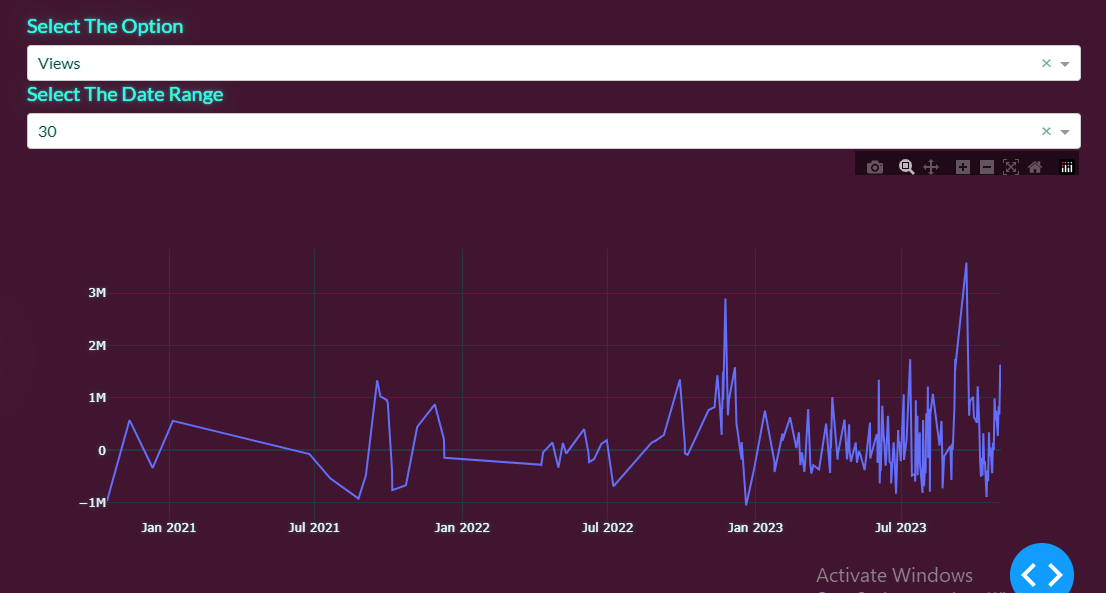 Select The Option
Views
Select The Date Range
30
3M
2M
1M
0
−1M
Jan 2021 Jul 2021 Jan 2022 Jul 2022 Jan 2023 Jul 2023
Activate Windows